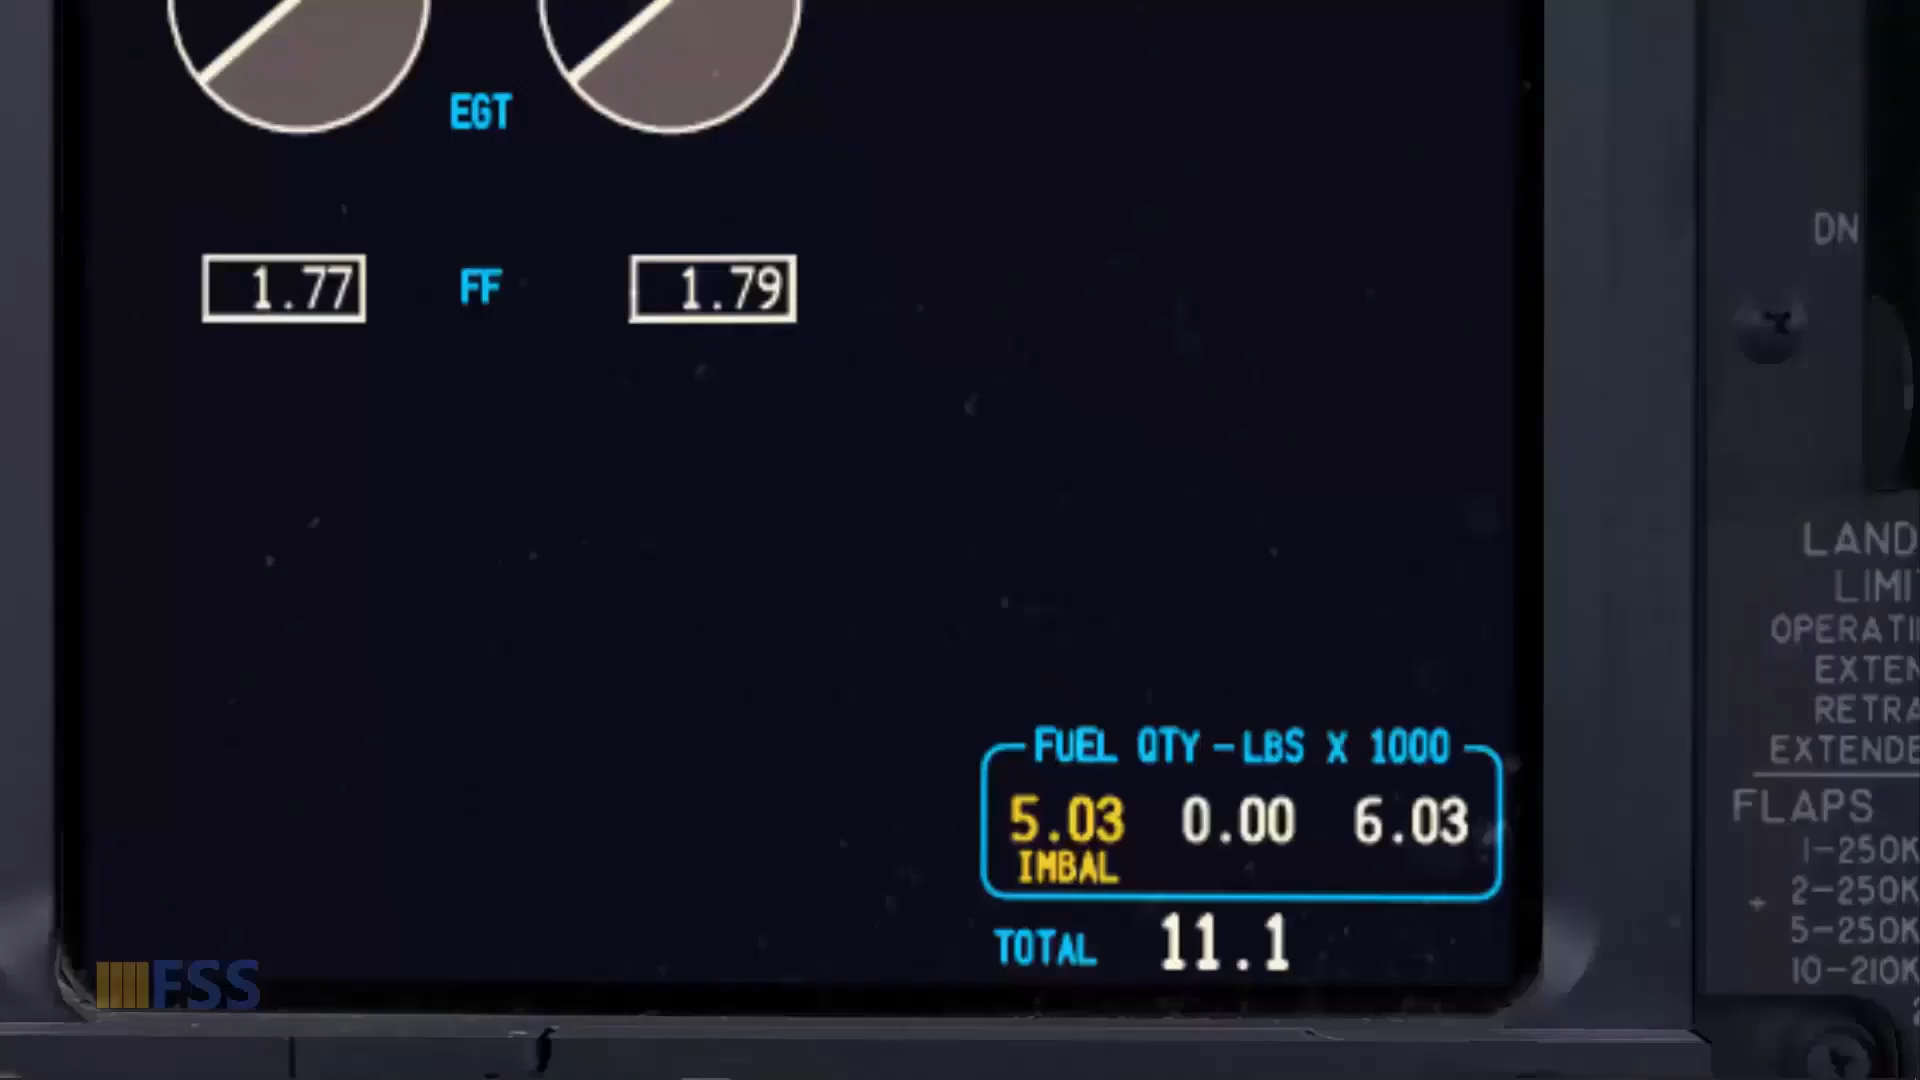 EGT
1.77 FF 1.79
DN
LAND
LIMI
OPERATI
EXTEN
RETRA
EXTENDE
FLAPS
1-250K
2-250K
5-250K
10-210K
FUEL QTY-LBS X 1000
5.03 0.00 6.03
IMBAL
TOTAL 11.1
FSS